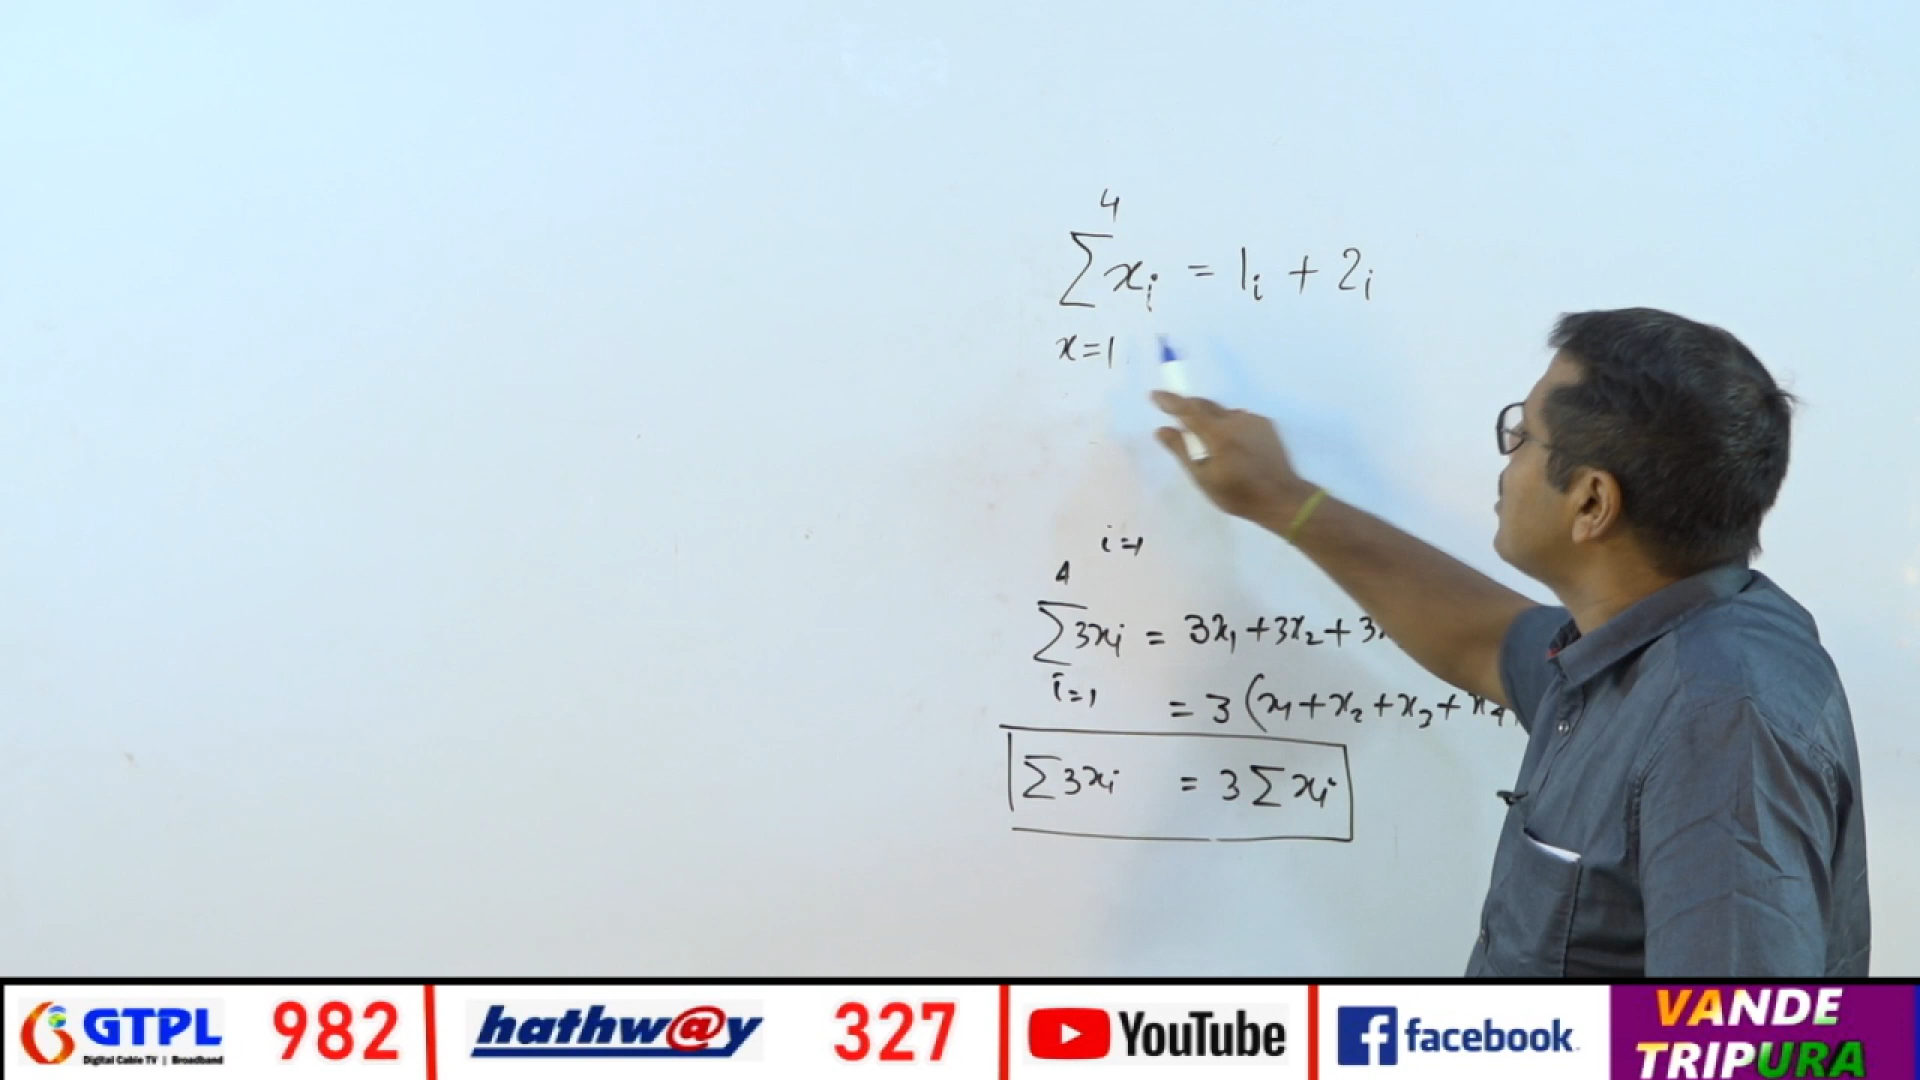 4
∑xᵢ = 1ᵢ + 2ᵢ
x=1
i=1
4
∑3xᵢ = 3x₁ +3x₂ + 3
i=1
= 3 (x₁ + x₂ + x₃ + x₄
∑3xᵢ = 3∑xᵢ
GTPL 982 hathw@y 327 YouTube facebook VANDE TRIPURA
Digital Cable TV | Broadband